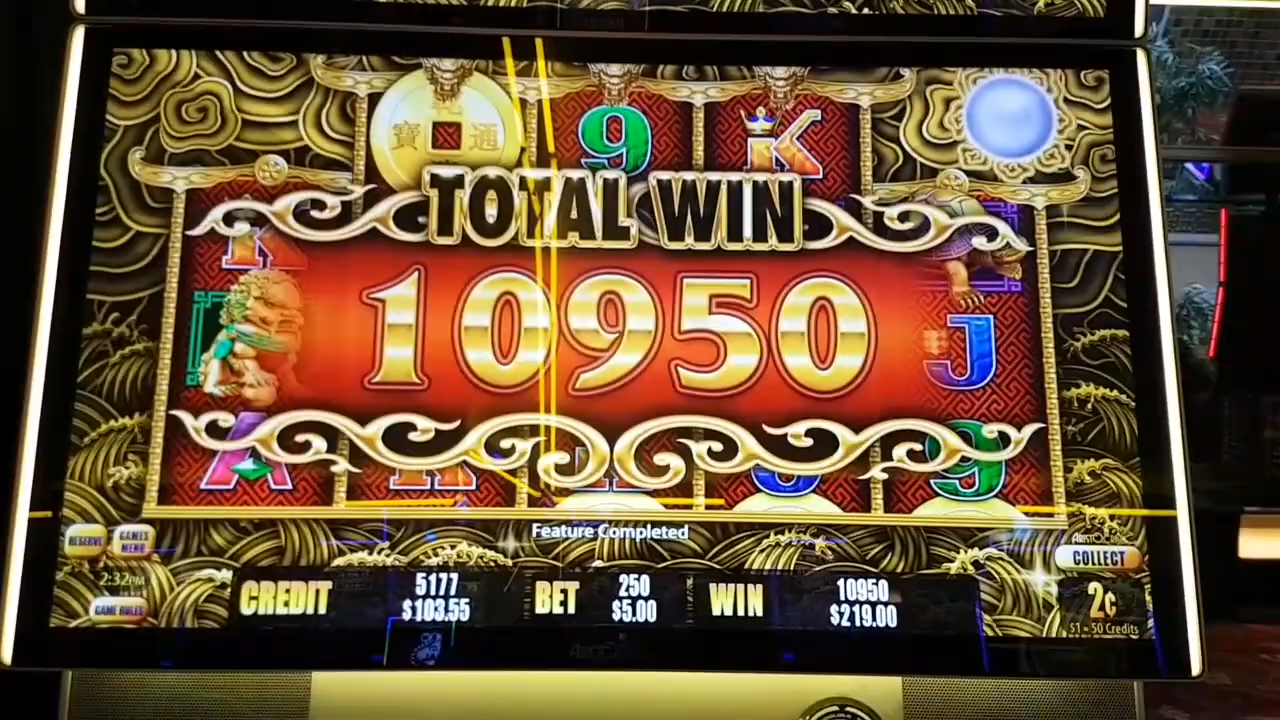 寶 通
9 K
TOTAL WIN
K
10950
J
A K 9
Feature Completed
RESERVE GAMES MENU
ARISTOCRAT
COLLECT
2:32PM
GAME RULES
CREDIT 5177 BET 250 WIN 10950
$103.55 $5.00 $219.00
2¢
$1 = 50 Credits